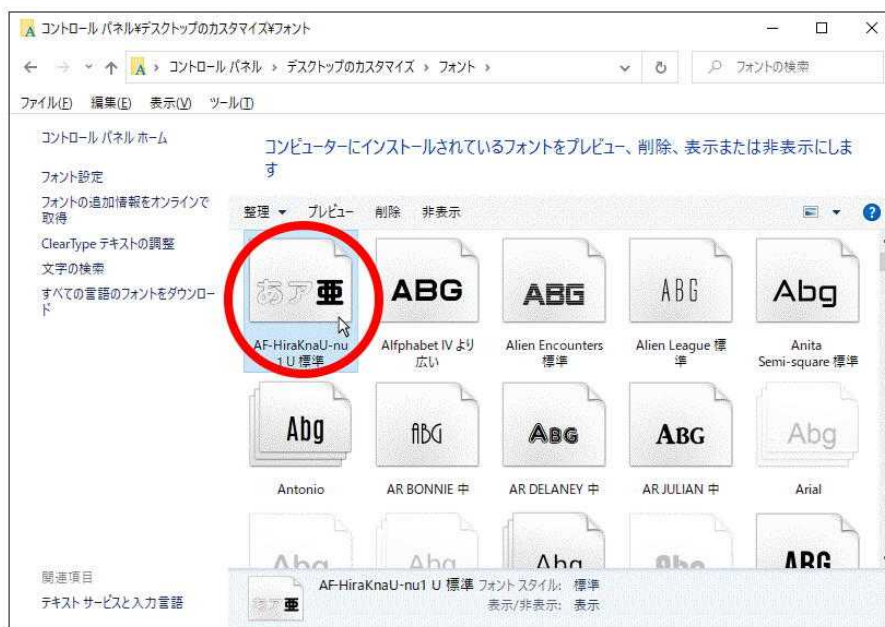 コントロール パネル¥デスクトップのカスタマイズ¥フォント
コントロール パネル › デスクトップのカスタマイズ › フォント ›
フォントの検索
ファイル(F) 編集(E) 表示(V) ツール(T)
コントロール パネル ホーム
フォント設定
フォントの追加情報をオンラインで
取得
ClearType テキストの調整
文字の検索
すべての言語のフォントをダウンロー
ド
コンピューターにインストールされているフォントをプレビュー、削除、表示または非表示にしま
す
整理 プレビュー 削除 非表示
あア亜 ABG ABG ABG Abg
AF-HiraKnaU-nu
1 U 標準
Alfphabet IV より
広い
Alien Encounters
標準
Alien League 標
準
Anita
Semi-square 標準
Abg ABG ABG ABG Abg
Antonio
AR BONNIE 中
AR DELANEY 中
AR JULIAN 中
Arial
Abg Abg Abg Abg ABG
関連項目
テキスト サービスと入力言語
あア亜
AF-HiraKnaU-nu1 U 標準 フォント スタイル: 標準
表示/非表示: 表示